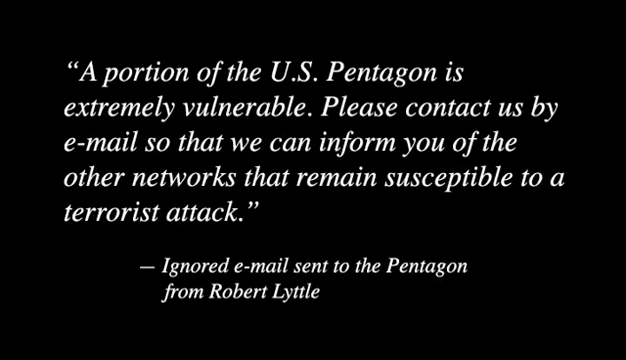 “A portion of the U.S. Pentagon is
extremely vulnerable. Please contact us by
e-mail so that we can inform you of the
other networks that remain susceptible to a
terrorist attack.”
— Ignored e-mail sent to the Pentagon
from Robert Lyttle